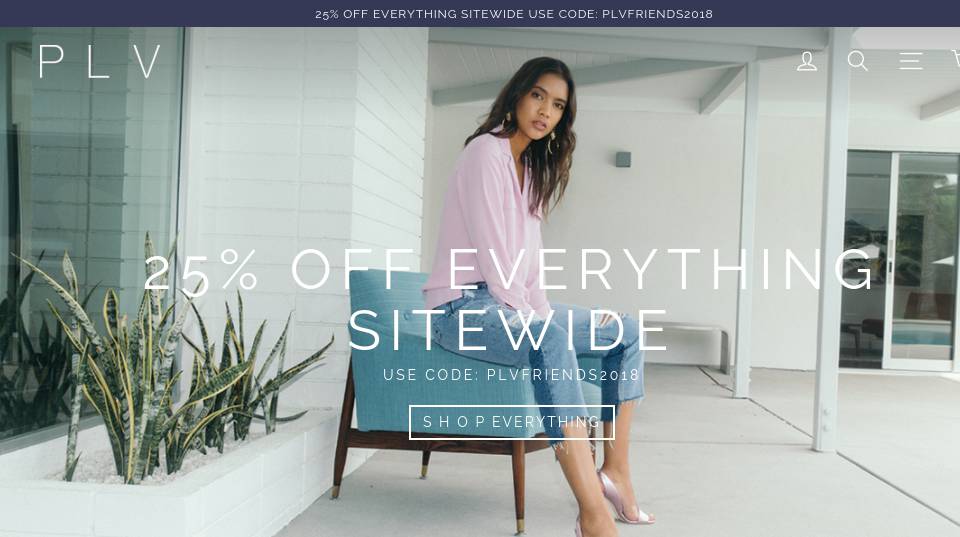 25% OFF EVERYTHING SITEWIDE USE CODE: PLVFRIENDS2018
P L V
25% OFF EVERYTHING
SITEWIDE
USE CODE: PLVFRIENDS2018
S H O P EVERYTHING